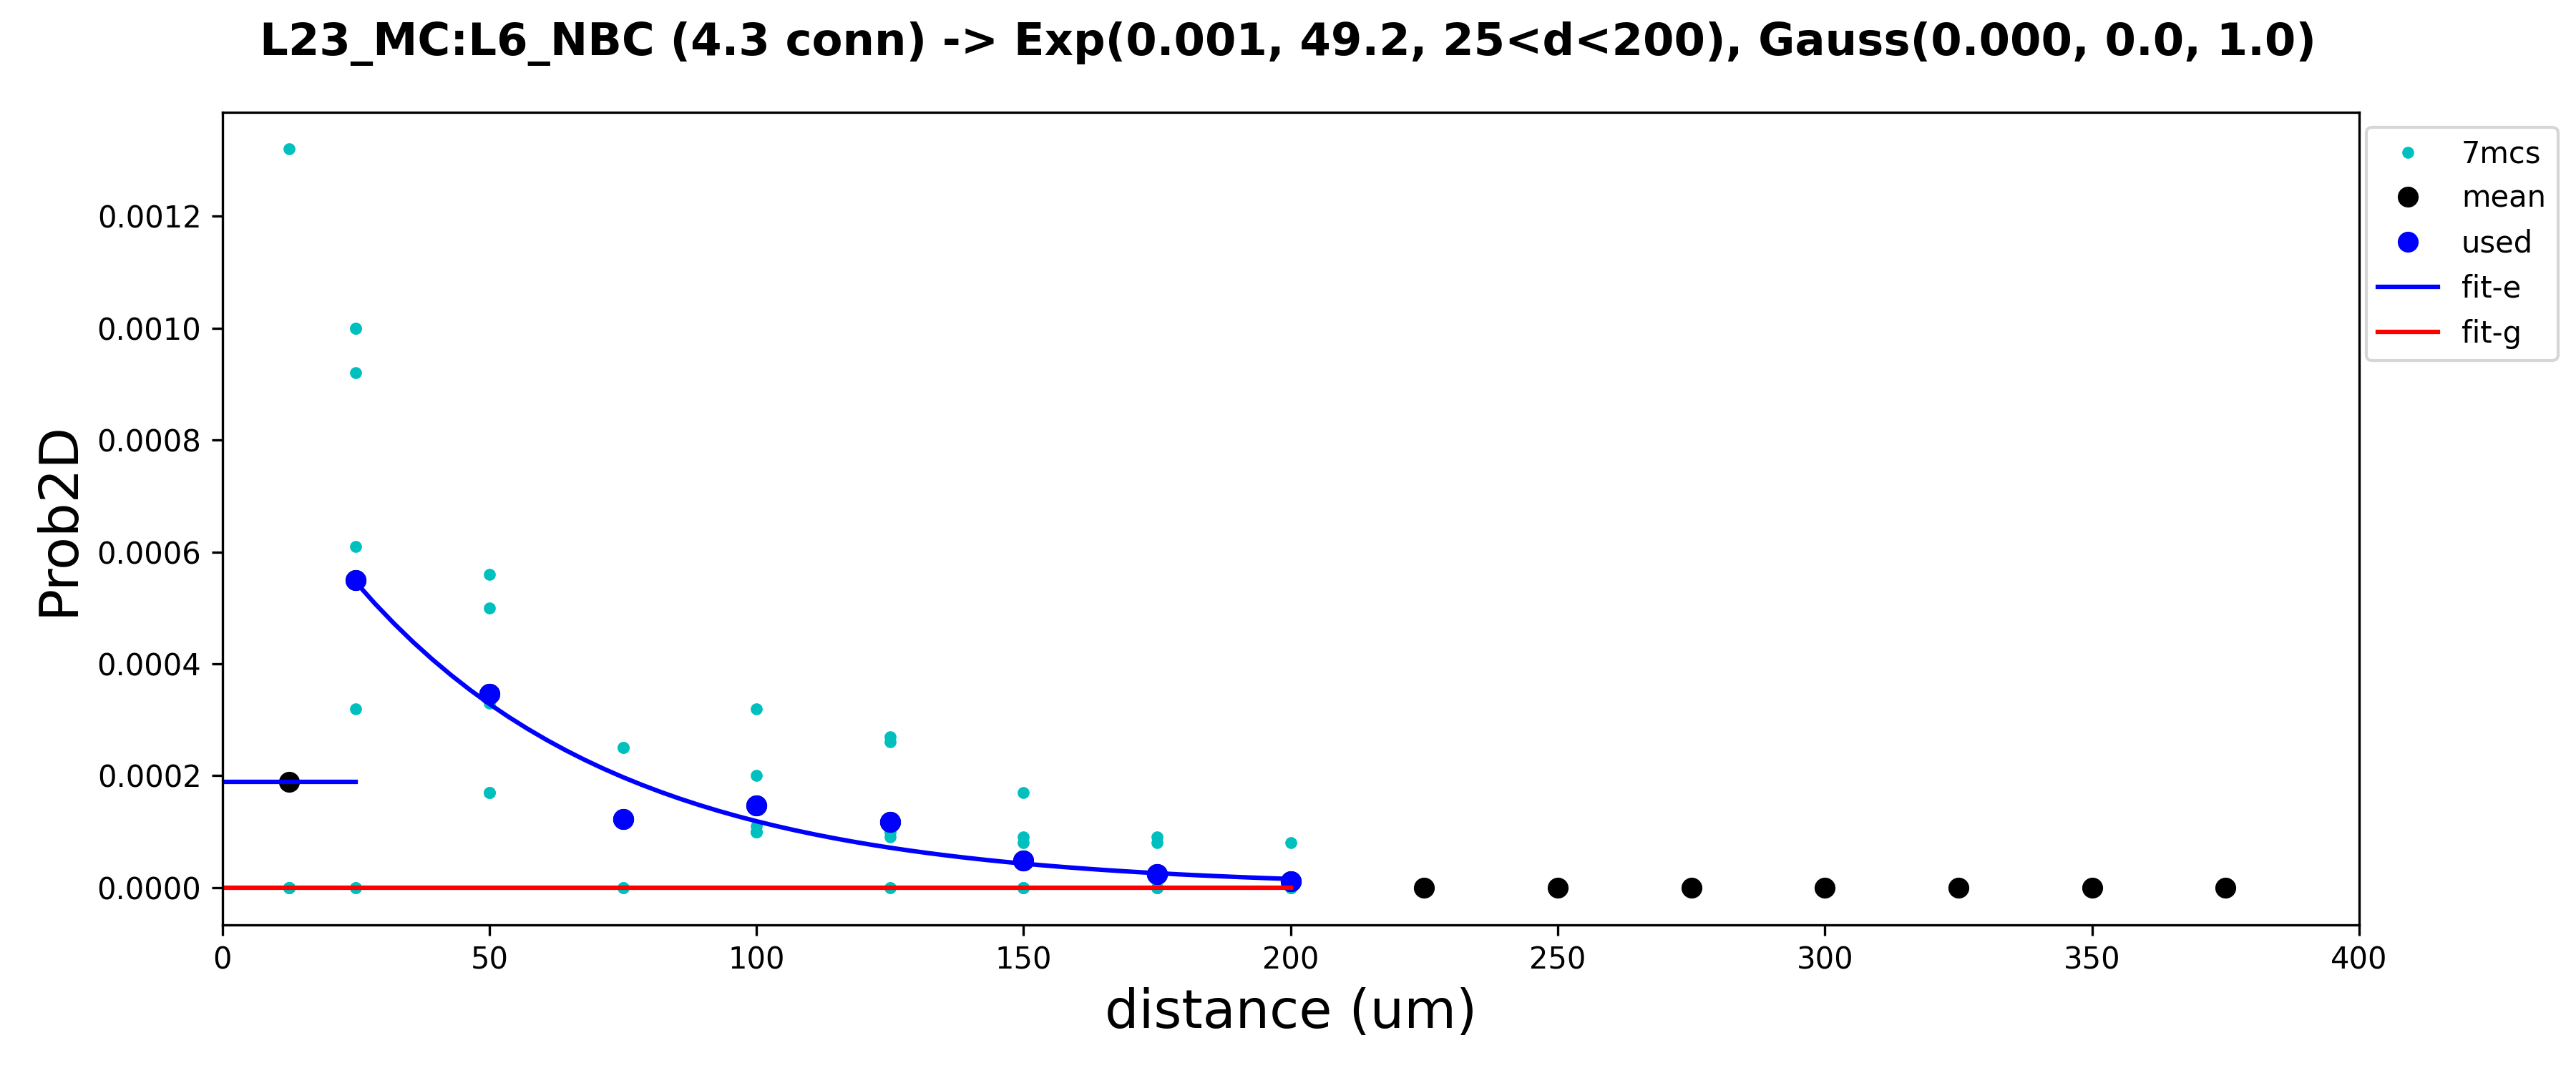 L23_MC:L6_NBC (4.3 conn) -> Exp(0.001, 49.2, 25<d<200), Gauss(0.000, 0.0, 1.0)
7mcs
mean
used
fit-e
fit-g
0.0012
0.0010
0.0008
0.0006
0.0004
0.0002
0.0000
Prob2D
0 50 100 150 200 250 300 350 400
distance (um)